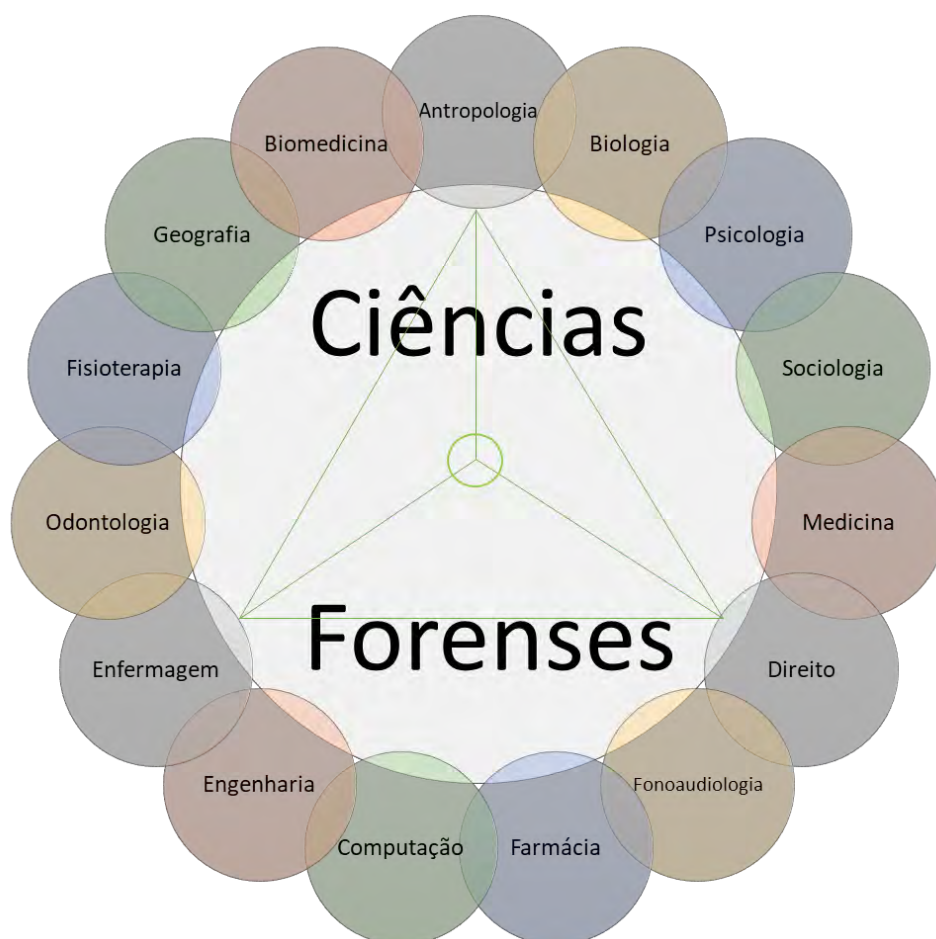 Antropologia
Biomedicina
Biologia
Geografia
Psicologia
Ciências
Fisioterapia
Sociologia
Odontologia
Medicina
Forenses
Enfermagem
Direito
Engenharia
Fonoaudiologia
Computação
Farmácia